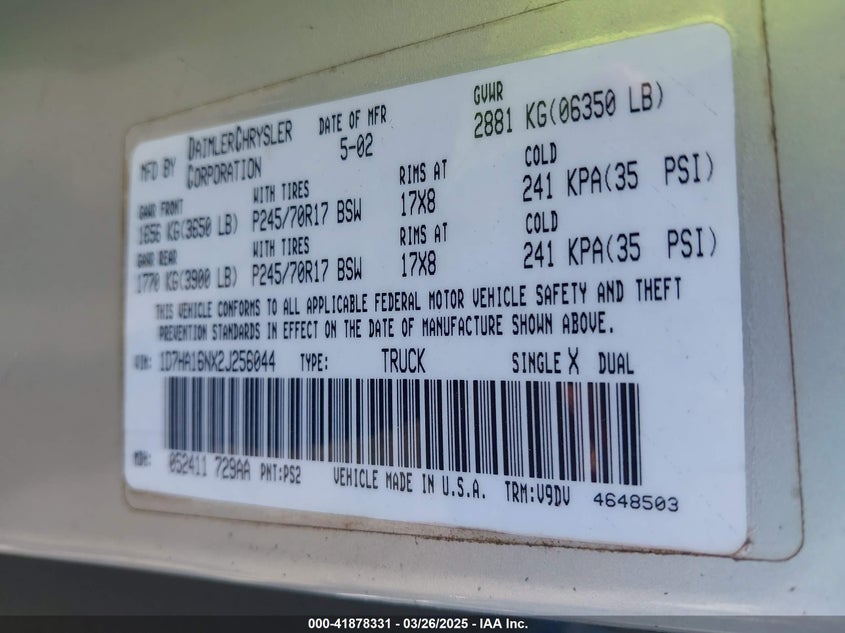 MFD BY DAIMLERCHRYSLER CORPORATION DATE OF MFR 5-02 GVWR 2881 KG(06350 LB)
GAWR FRONT WITH TIRES RIMS AT COLD
1656 KG(3650 LB) P245/70R17 BSW 17X8 241 KPA(35 PSI)
GAWR REAR WITH TIRES RIMS AT COLD
1770 KG(3900 LB) P245/70R17 BSW 17X8 241 KPA(35 PSI)
THIS VEHICLE CONFORMS TO ALL APPLICABLE FEDERAL MOTOR VEHICLE SAFETY AND THEFT
PREVENTION STANDARDS IN EFFECT ON THE DATE OF MANUFACTURE SHOWN ABOVE.
VIN: 1D7HA16NX2J256044 TYPE: TRUCK SINGLE X DUAL
MDH: 052411 729AA PNT:PS2 VEHICLE MADE IN U.S.A. TRM:V9DV 4648503
000-41878331 - 03/26/2025 - IAA Inc.